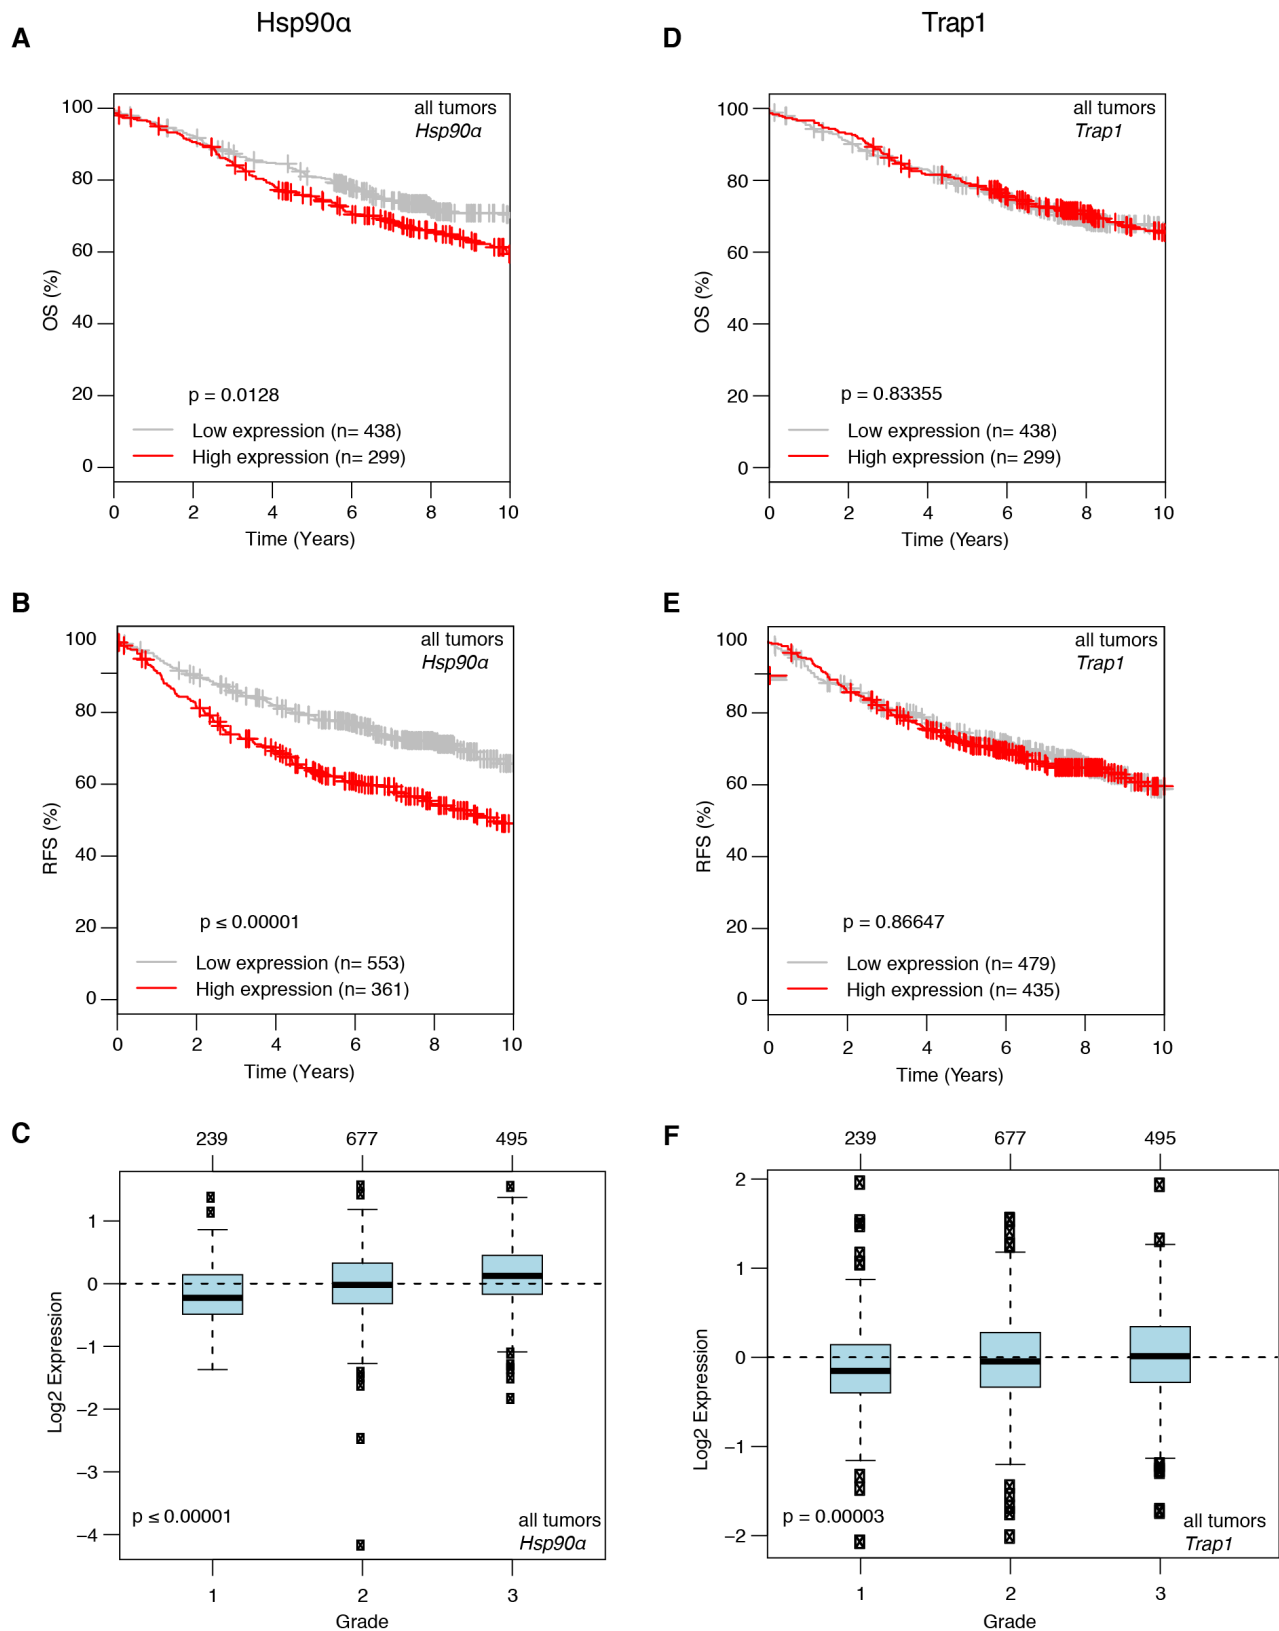 Hsp90α
Trap1
A
100
80
60
40
20
0
OS (%)
all tumors
Hsp90α
p = 0.0128
Low expression (n= 438)
High expression (n= 299)
0 2 4 6 8 10
Time (Years)
D
100
80
60
40
20
0
OS (%)
all tumors
Trap1
p = 0.83355
Low expression (n= 438)
High expression (n= 299)
0 2 4 6 8 10
Time (Years)
B
100
80
60
40
20
0
RFS (%)
all tumors
Hsp90α
p ≤ 0.00001
Low expression (n= 553)
High expression (n= 361)
0 2 4 6 8 10
Time (Years)
E
100
80
60
40
20
0
RFS (%)
all tumors
Trap1
p = 0.86647
Low expression (n= 479)
High expression (n= 435)
0 2 4 6 8 10
Time (Years)
C
239 677 495
1
0
−1
−2
−3
−4
Log2 Expression
p ≤ 0.00001
all tumors
Hsp90α
1 2 3
Grade
F
239 677 495
2
1
0
−1
−2
Log2 Expression
p = 0.00003
all tumors
Trap1
1 2 3
Grade